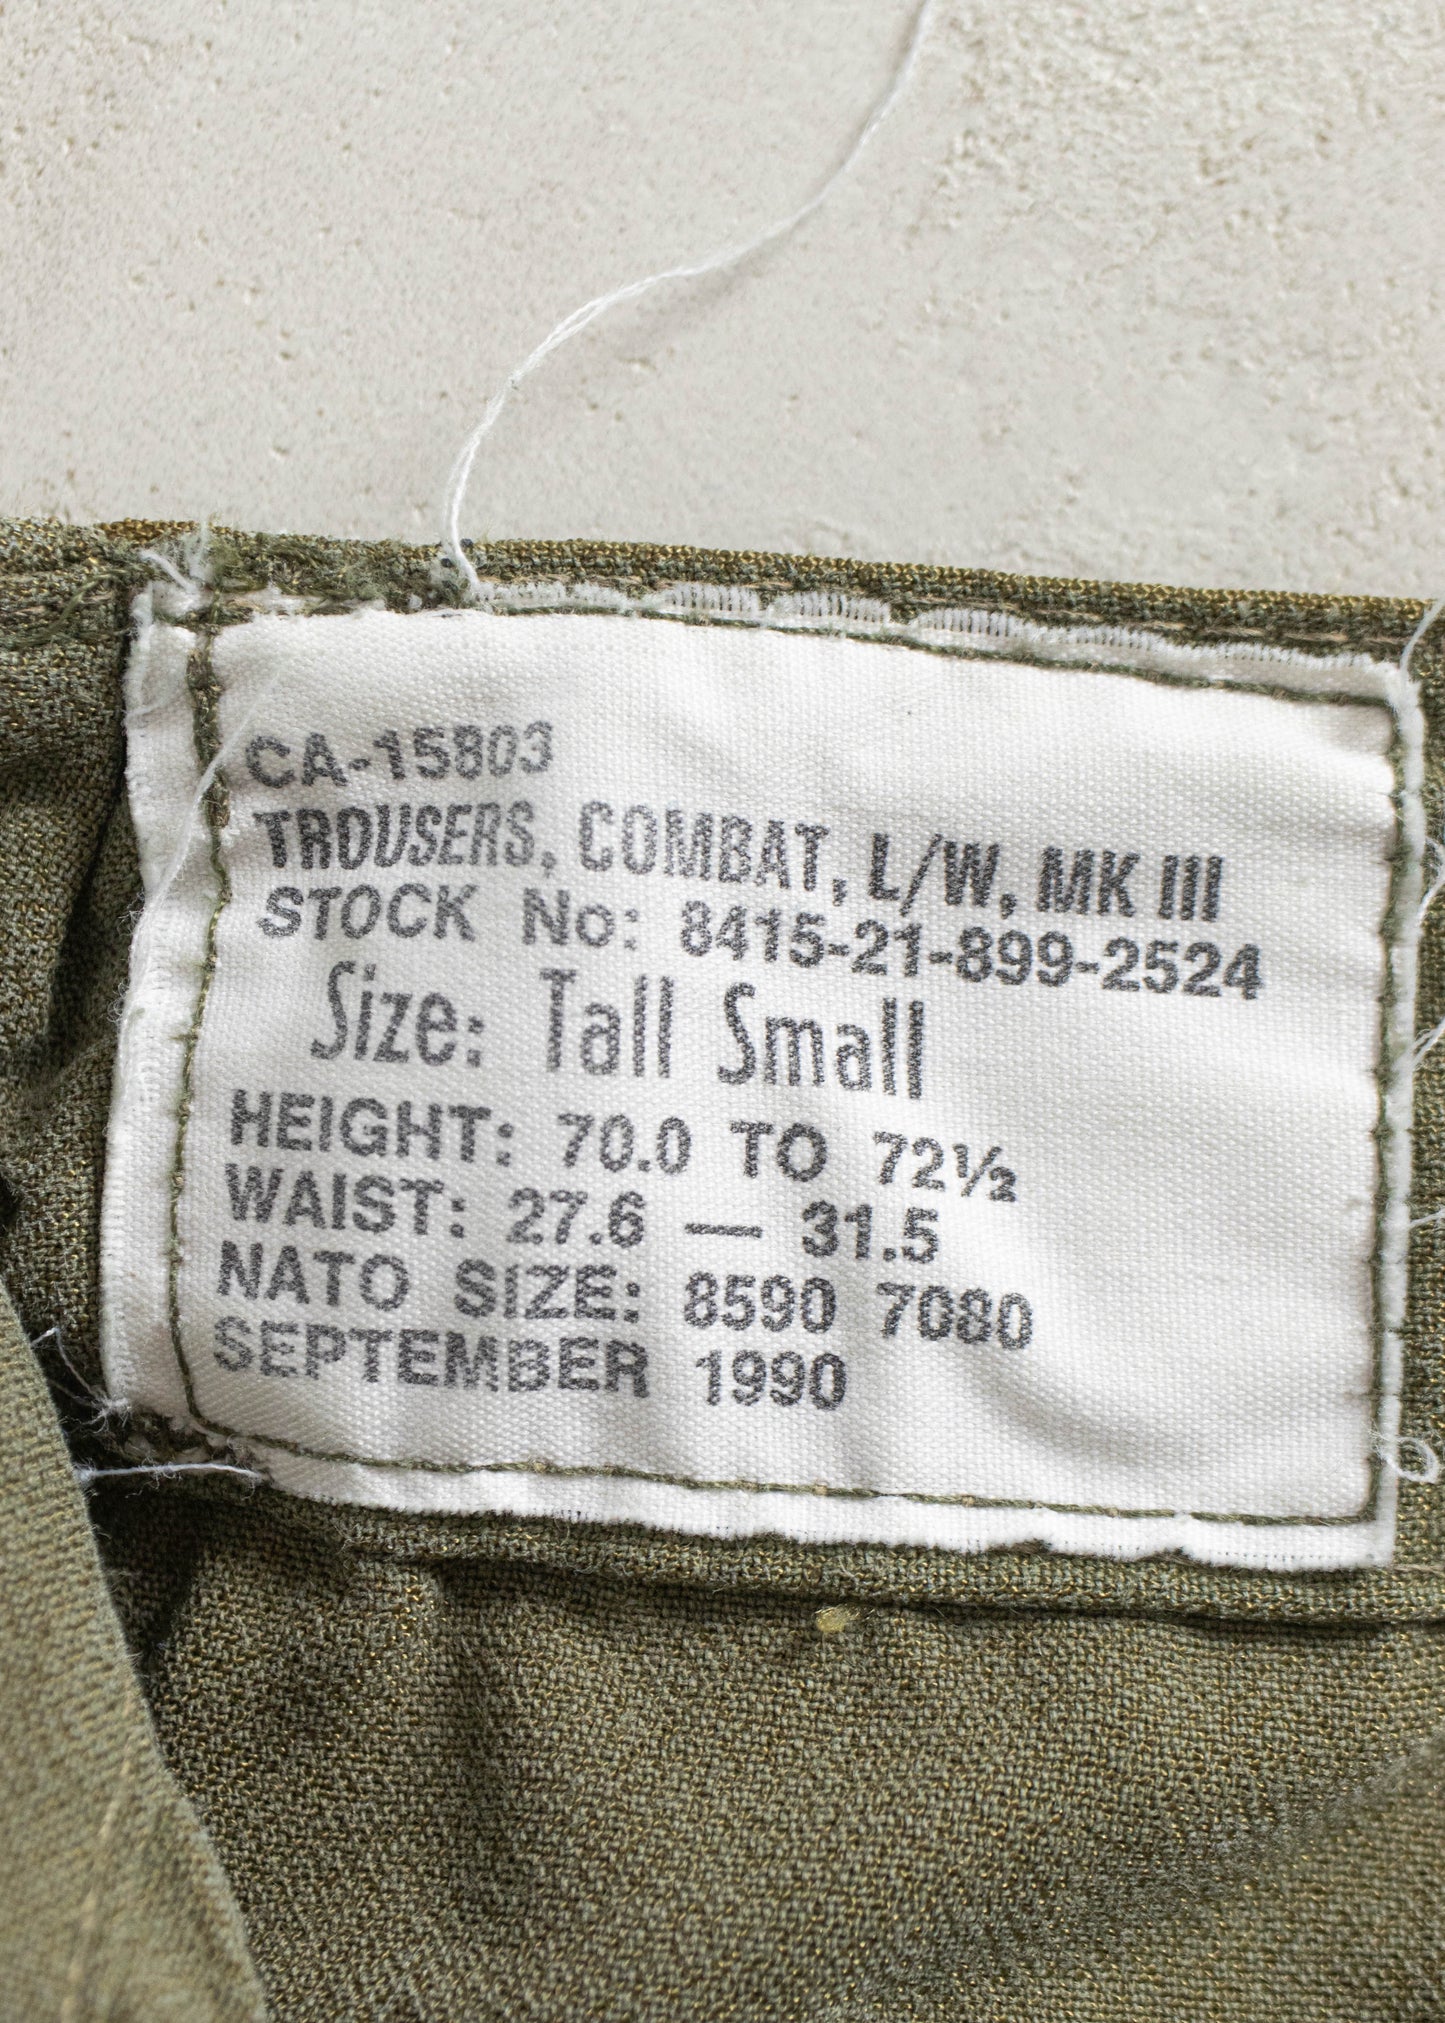 CA-15803
TROUSERS, COMBAT, L/W, MK III
STOCK No: 8415-21-899-2524
Size: Tall Small
HEIGHT: 70.0 TO 72½
WAIST: 27.6 — 31.5
NATO SIZE: 8590 7080
SEPTEMBER 1990